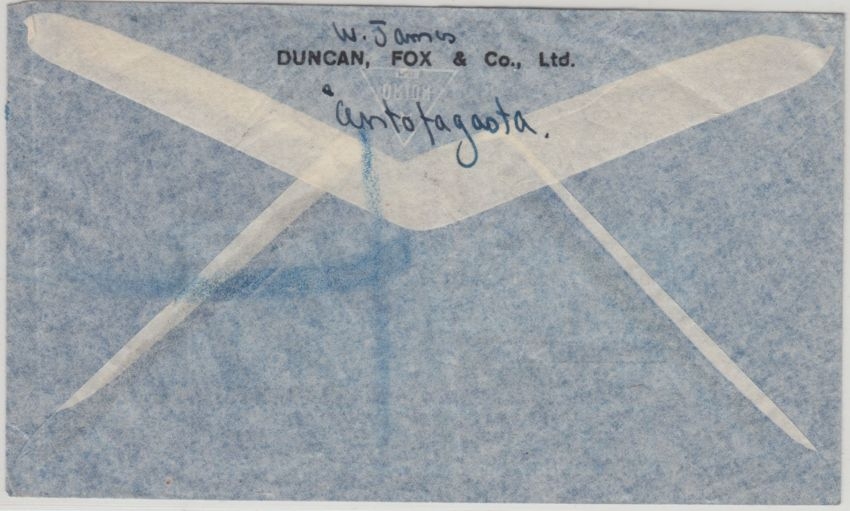 W. James
DUNCAN, FOX & Co., Ltd.
"Antofagasta.